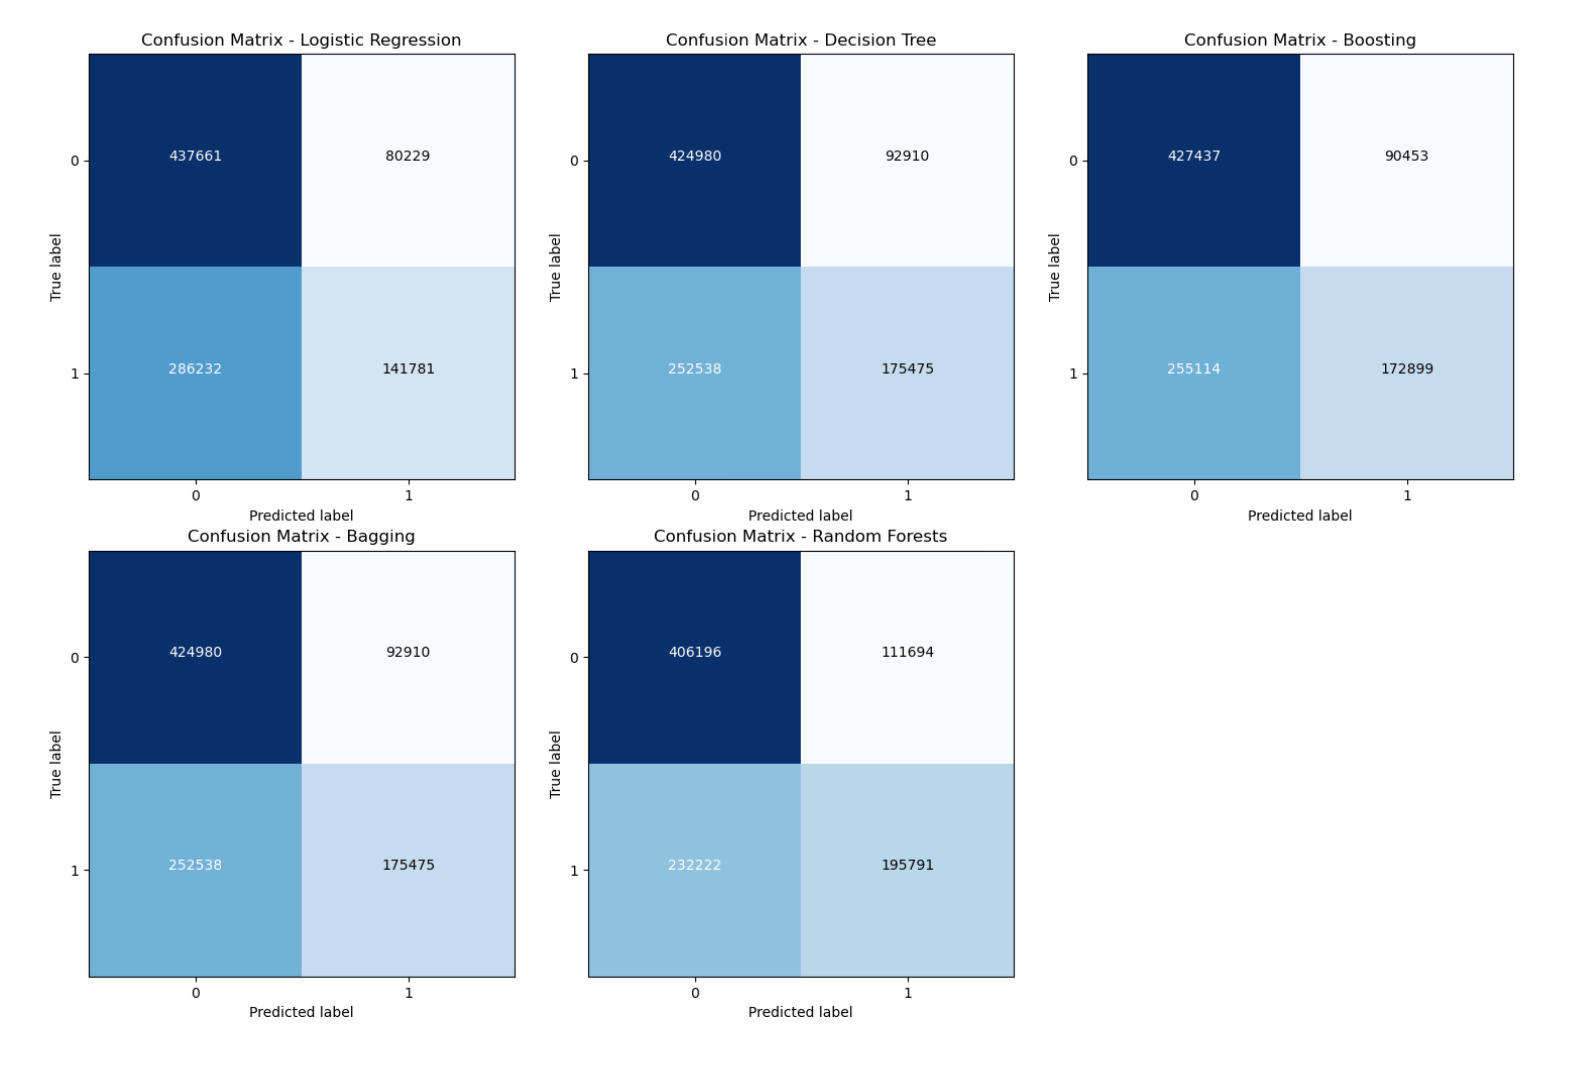 Confusion Matrix - Logistic Regression
0
437661
80229
True label
1
286232
141781
0
1
Predicted label
Confusion Matrix - Decision Tree
0
424980
92910
True label
1
252538
175475
0
1
Predicted label
Confusion Matrix - Boosting
0
427437
90453
True label
1
255114
172899
0
1
Predicted label
Confusion Matrix - Bagging
0
424980
92910
True label
1
252538
175475
0
1
Predicted label
Confusion Matrix - Random Forests
0
406196
111694
True label
1
232222
195791
0
1
Predicted label